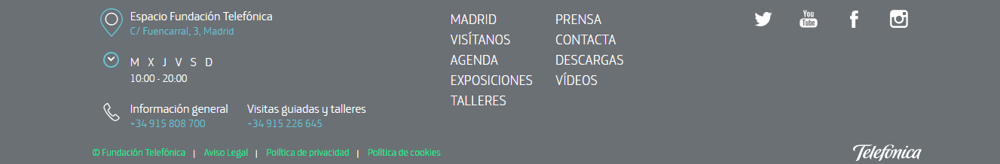 Espacio Fundación Telefónica
C/ Fuencarral, 3, Madrid
M X J V S D
10:00 - 20:00
Información general
+34 915 808 700
Visitas guiadas y talleres
+34 915 226 645
MADRID
VISÍTANOS
AGENDA
EXPOSICIONES
TALLERES
PRENSA
CONTACTA
DESCARGAS
VÍDEOS
You
Tube
© Fundación Telefónica | Aviso Legal | Política de privacidad | Política de cookies
Telefónica